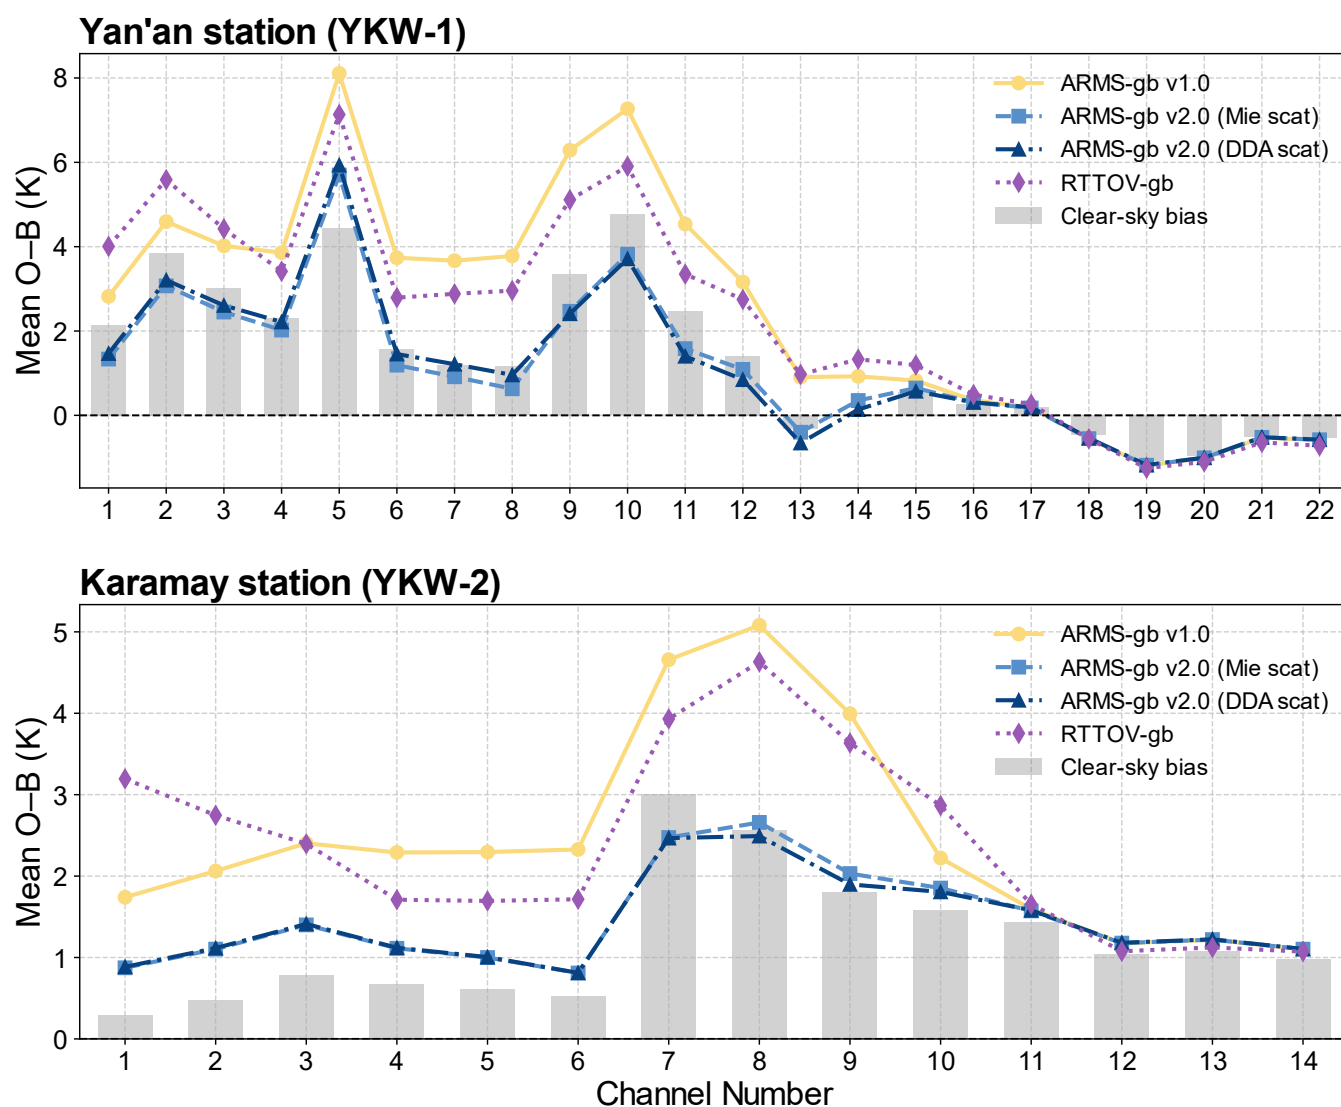 Yan'an station (YKW-1)
Mean O−B (K)
8
6
4
2
0
ARMS-gb v1.0
ARMS-gb v2.0 (Mie scat)
ARMS-gb v2.0 (DDA scat)
RTTOV-gb
Clear-sky bias
1 2 3 4 5 6 7 8 9 10 11 12 13 14 15 16 17 18 19 20 21 22
Karamay station (YKW-2)
Mean O−B (K)
5
4
3
2
1
0
ARMS-gb v1.0
ARMS-gb v2.0 (Mie scat)
ARMS-gb v2.0 (DDA scat)
RTTOV-gb
Clear-sky bias
1 2 3 4 5 6 7 8 9 10 11 12 13 14
Channel Number